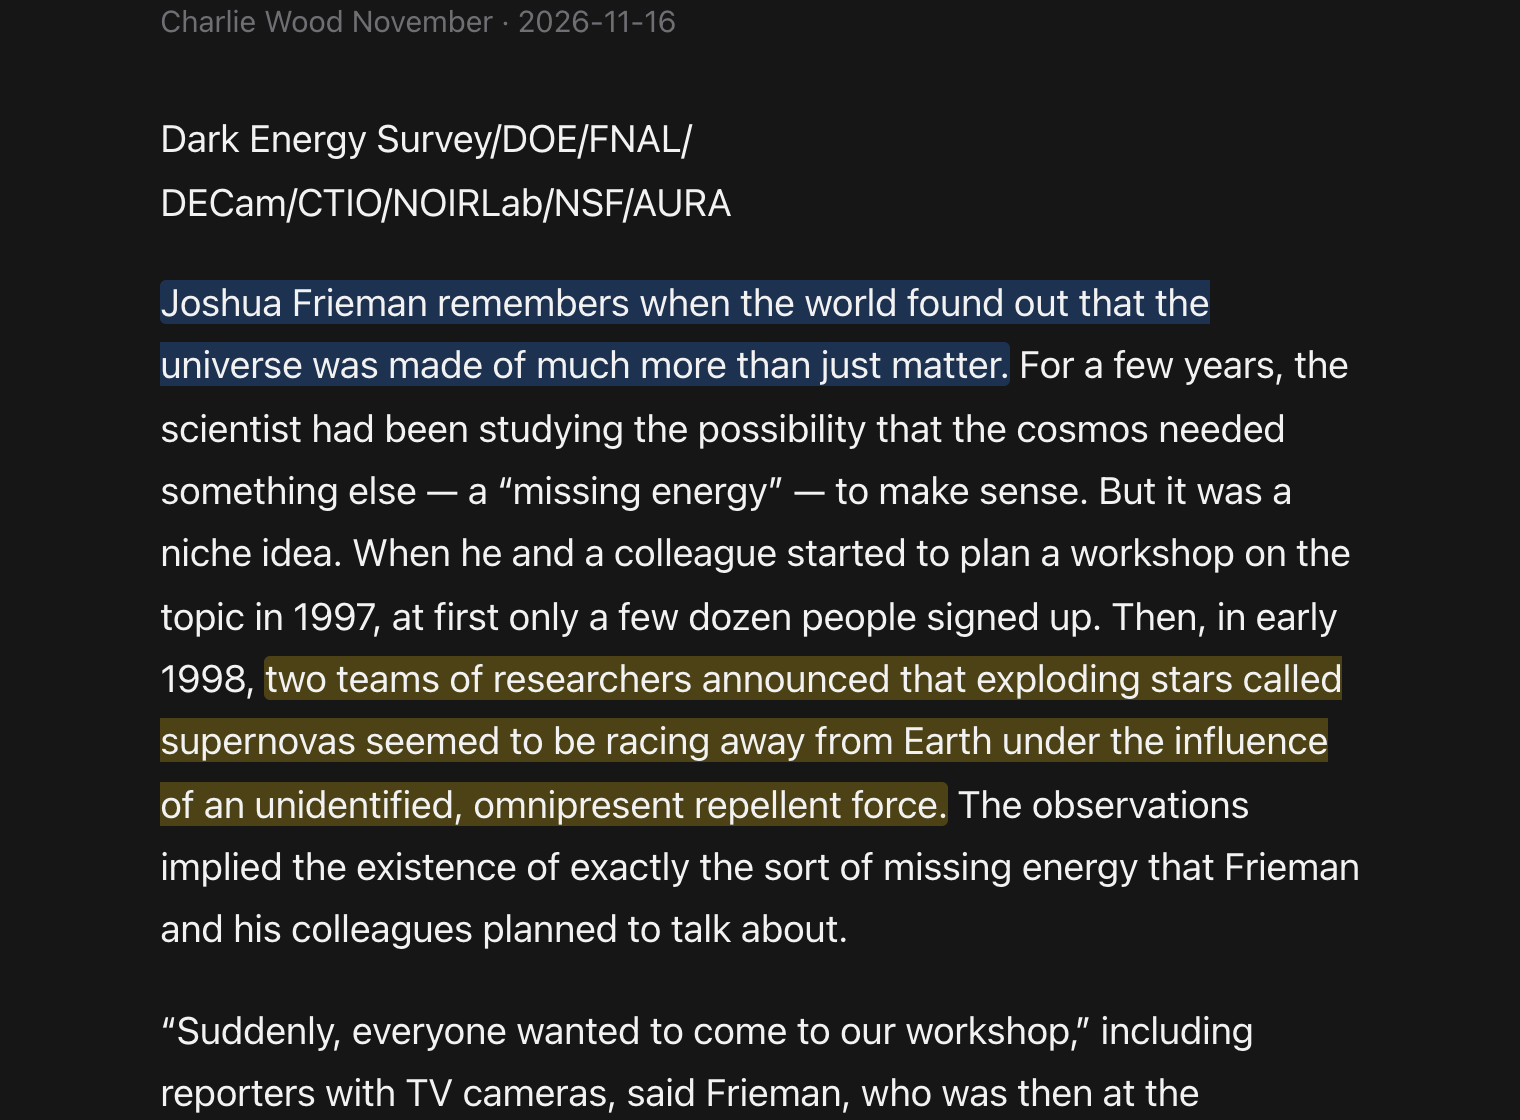 Charlie Wood November · 2026-11-16
Dark Energy Survey/DOE/FNAL/
DECam/CTIO/NOIRLab/NSF/AURA
Joshua Frieman remembers when the world found out that the
universe was made of much more than just matter. For a few years, the
scientist had been studying the possibility that the cosmos needed
something else — a “missing energy” — to make sense. But it was a
niche idea. When he and a colleague started to plan a workshop on the
topic in 1997, at first only a few dozen people signed up. Then, in early
1998, two teams of researchers announced that exploding stars called
supernovas seemed to be racing away from Earth under the influence
of an unidentified, omnipresent repellent force. The observations
implied the existence of exactly the sort of missing energy that Frieman
and his colleagues planned to talk about.
“Suddenly, everyone wanted to come to our workshop,” including
reporters with TV cameras, said Frieman, who was then at the